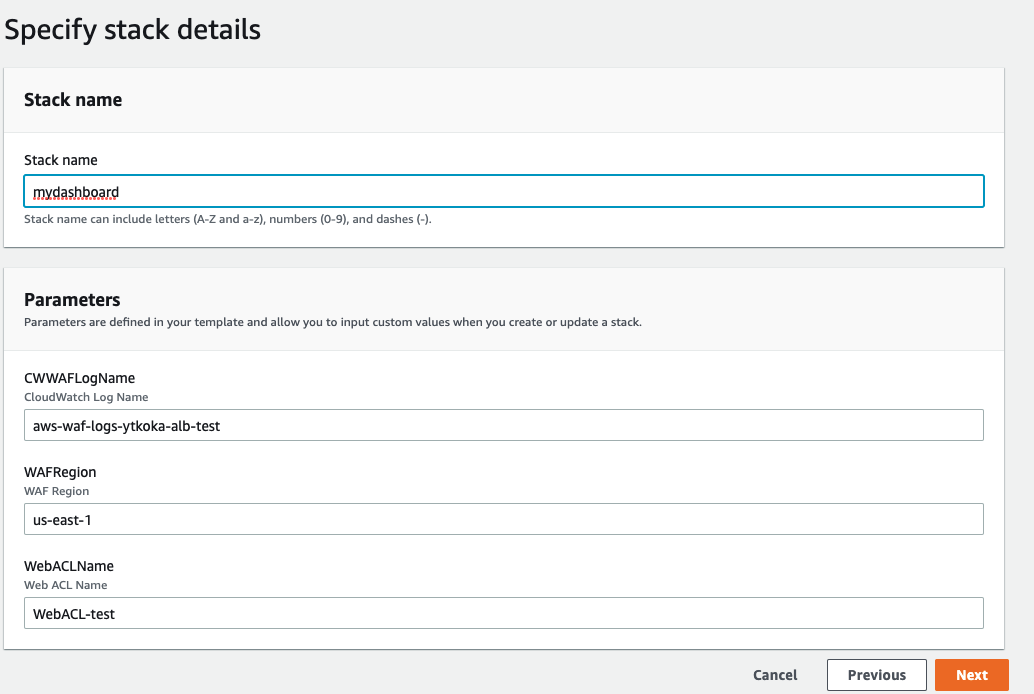 Specify stack details
Stack name
Stack name
mydashboard
Stack name can include letters (A-Z and a-z), numbers (0-9), and dashes (-).
Parameters
Parameters are defined in your template and allow you to input custom values when you create or update a stack.
CWWAFLogName
CloudWatch Log Name
aws-waf-logs-ytkoka-alb-test
WAFRegion
WAF Region
us-east-1
WebACLName
Web ACL Name
WebACL-test
Cancel Previous Next